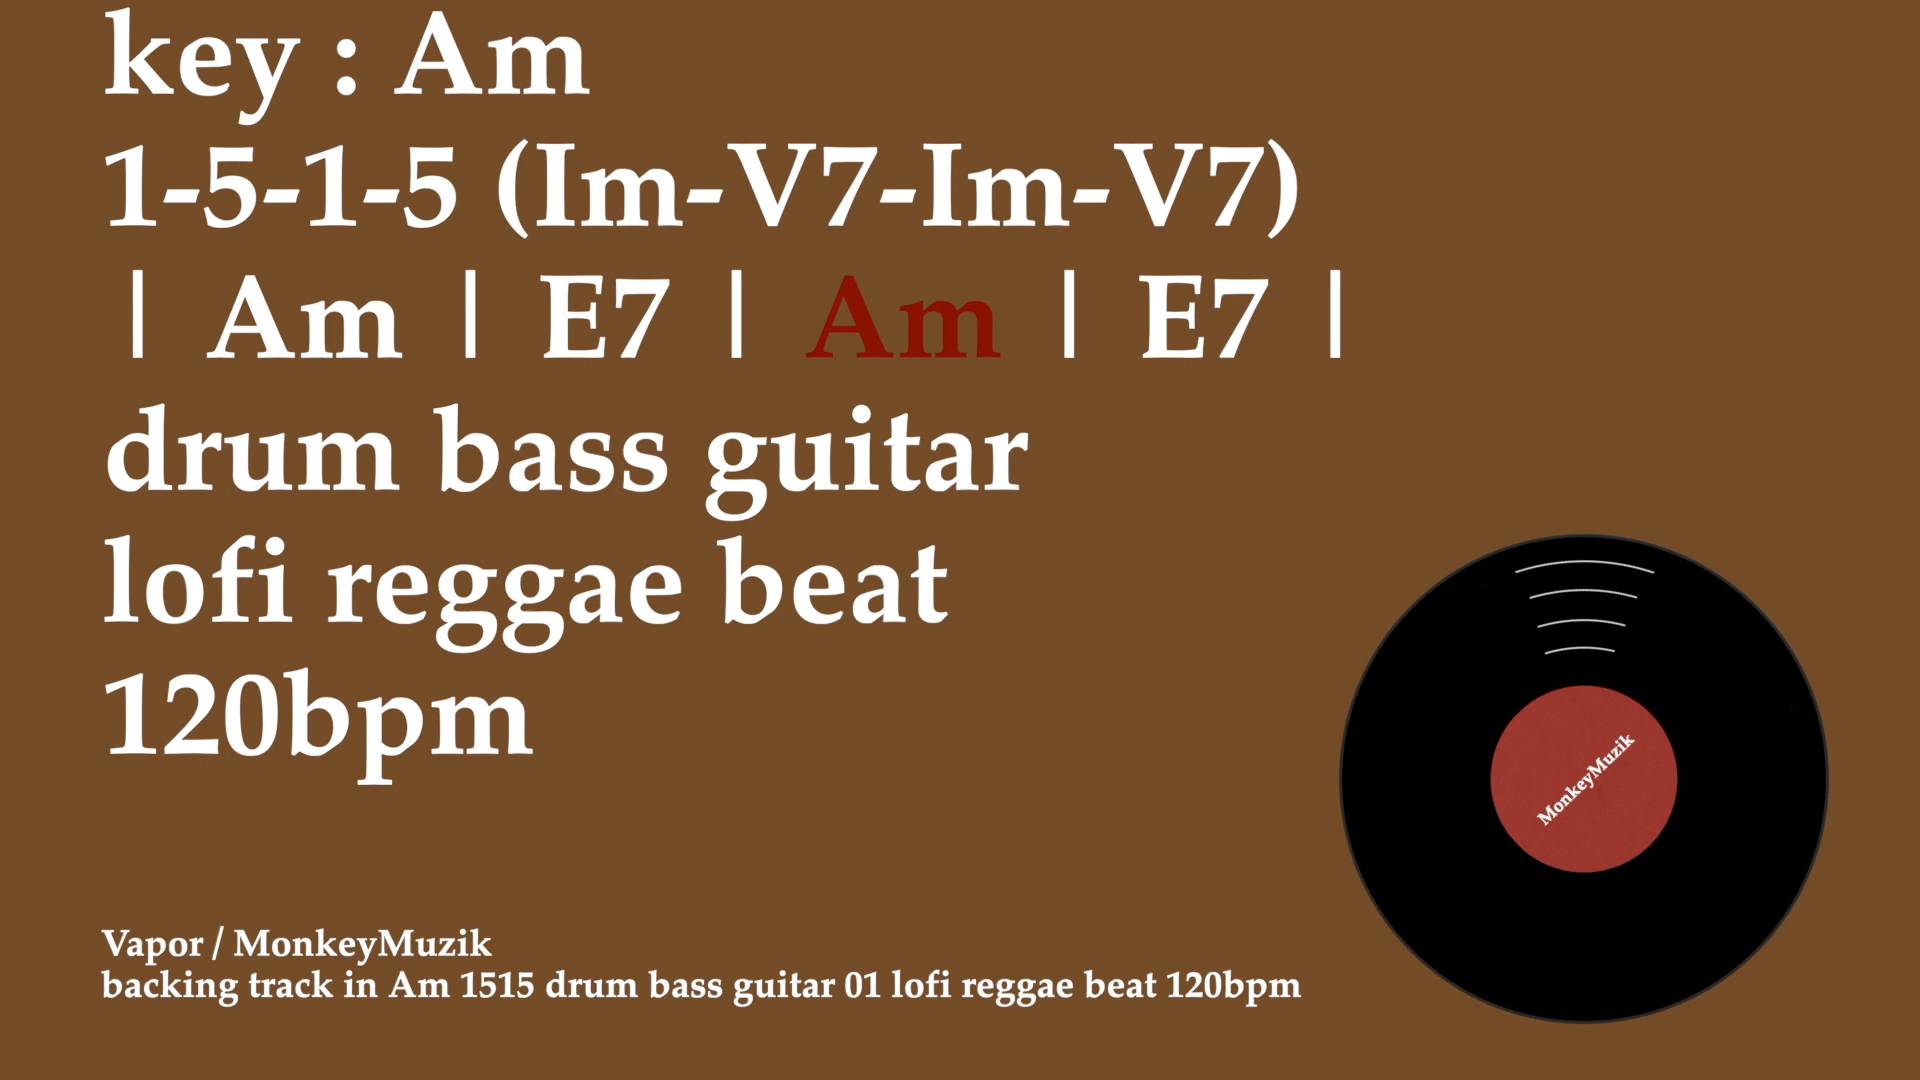 key : Am
1-5-1-5 (Im-V7-Im-V7)
| Am | E7 | Am | E7 |
drum bass guitar
lofi reggae beat
120bpm
MonkeyMuzik
Vapor / MonkeyMuzik
backing track in Am 1515 drum bass guitar 01 lofi reggae beat 120bpm